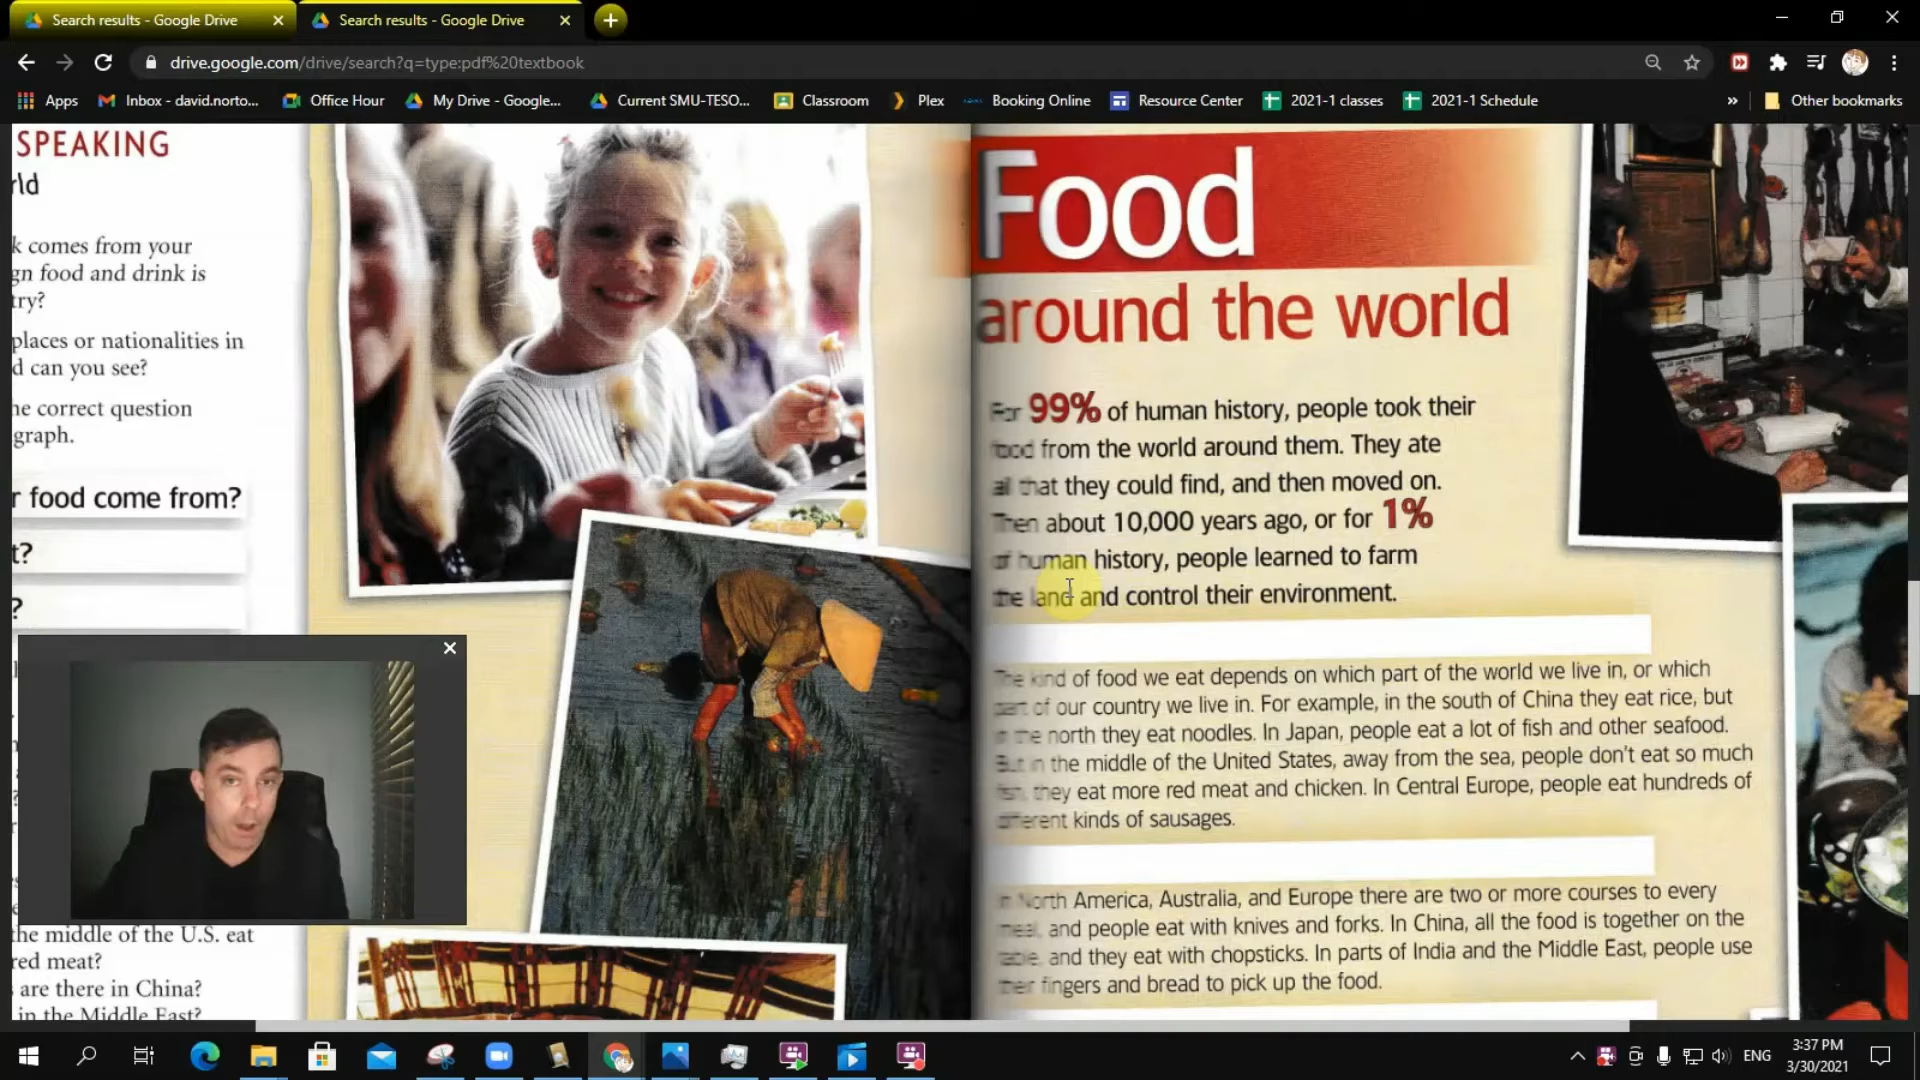 Search results - Google Drive
Search results - Google Drive
drive.google.com/drive/search?q=type:pdf%20textbook
Apps
Inbox - david.norto...
Office Hour
My Drive - Google...
Current SMU-TESO...
Classroom
Plex
Booking Online
Resource Center
2021-1 classes
2021-1 Schedule
»
Other bookmarks
SPEAKING
rld
k comes from your
gn food and drink is
try?
places or nationalities in
d can you see?
he correct question
graph.
r food come from?
t?
?
the middle of the U.S. eat
red meat?
are there in China?
in the Middle East?
Food
around the world
For 99% of human history, people took their
food from the world around them. They ate
all that they could find, and then moved on.
Then about 10,000 years ago, or for 1%
of human history, people learned to farm
the land and control their environment.
The kind of food we eat depends on which part of the world we live in, or which
part of our country we live in. For example, in the south of China they eat rice, but
in the north they eat noodles. In Japan, people eat a lot of fish and other seafood.
But in the middle of the United States, away from the sea, people don't eat so much
fish, they eat more red meat and chicken. In Central Europe, people eat hundreds of
different kinds of sausages.
In North America, Australia, and Europe there are two or more courses to every
meal, and people eat with knives and forks. In China, all the food is together on the
table, and they eat with chopsticks. In parts of India and the Middle East, people use
their fingers and bread to pick up the food.
ENG
3:37 PM
3/30/2021